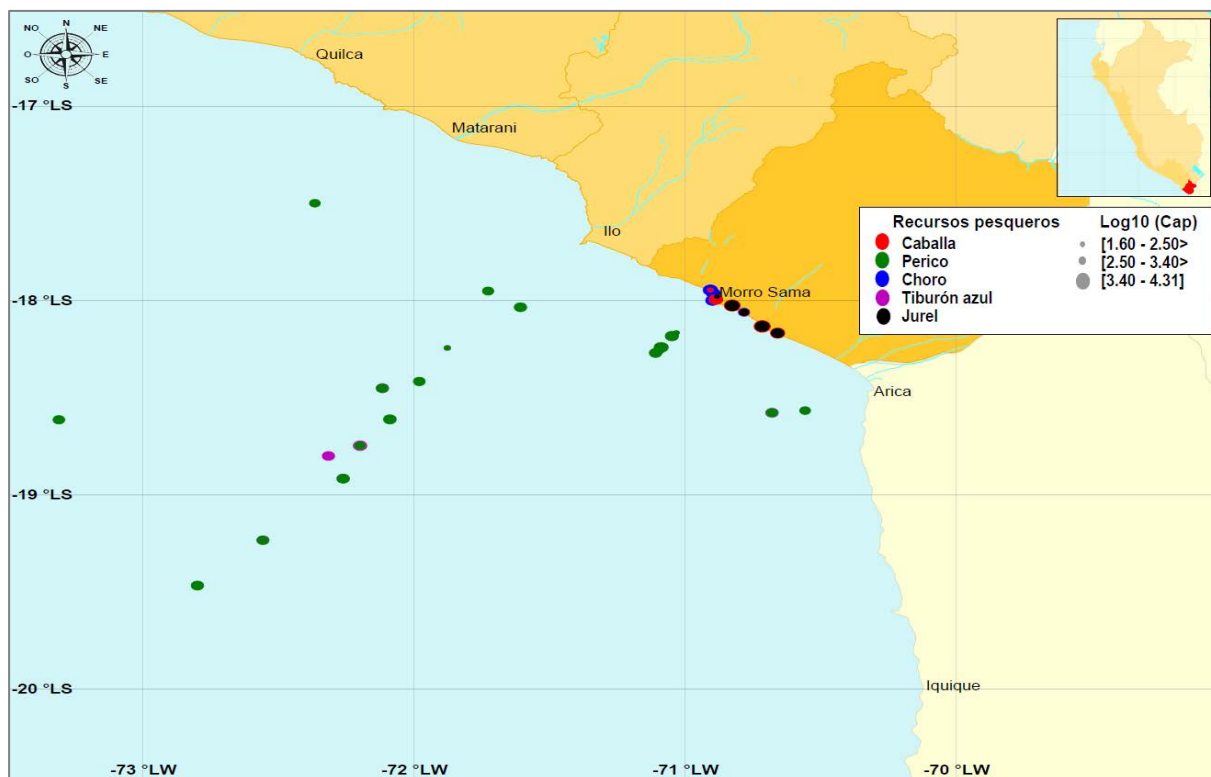 N
NO
NE
O
E
SO
SE
S
Quilca
-17 °LS
Matarani
Ilo
Recursos pesqueros
Log10 (Cap)
Caballa
[1.60 - 2.50>
Perico
[2.50 - 3.40>
Choro
[3.40 - 4.31]
Tiburón azul
Jurel
-18 °LS
Morro Sama
Arica
-19 °LS
-20 °LS
Iquique
-73 °LW
-72 °LW
-71 °LW
-70 °LW